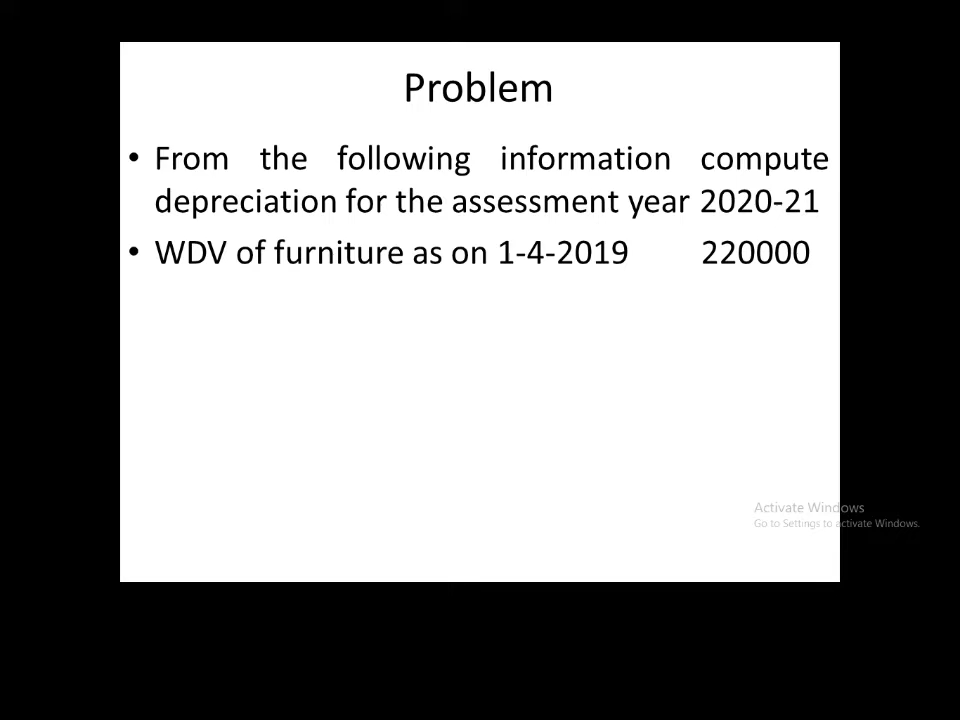 Problem
• From the following information compute
depreciation for the assessment year 2020-21
• WDV of furniture as on 1-4-2019 220000
Activate Windows
Go to Settings to activate Windows.